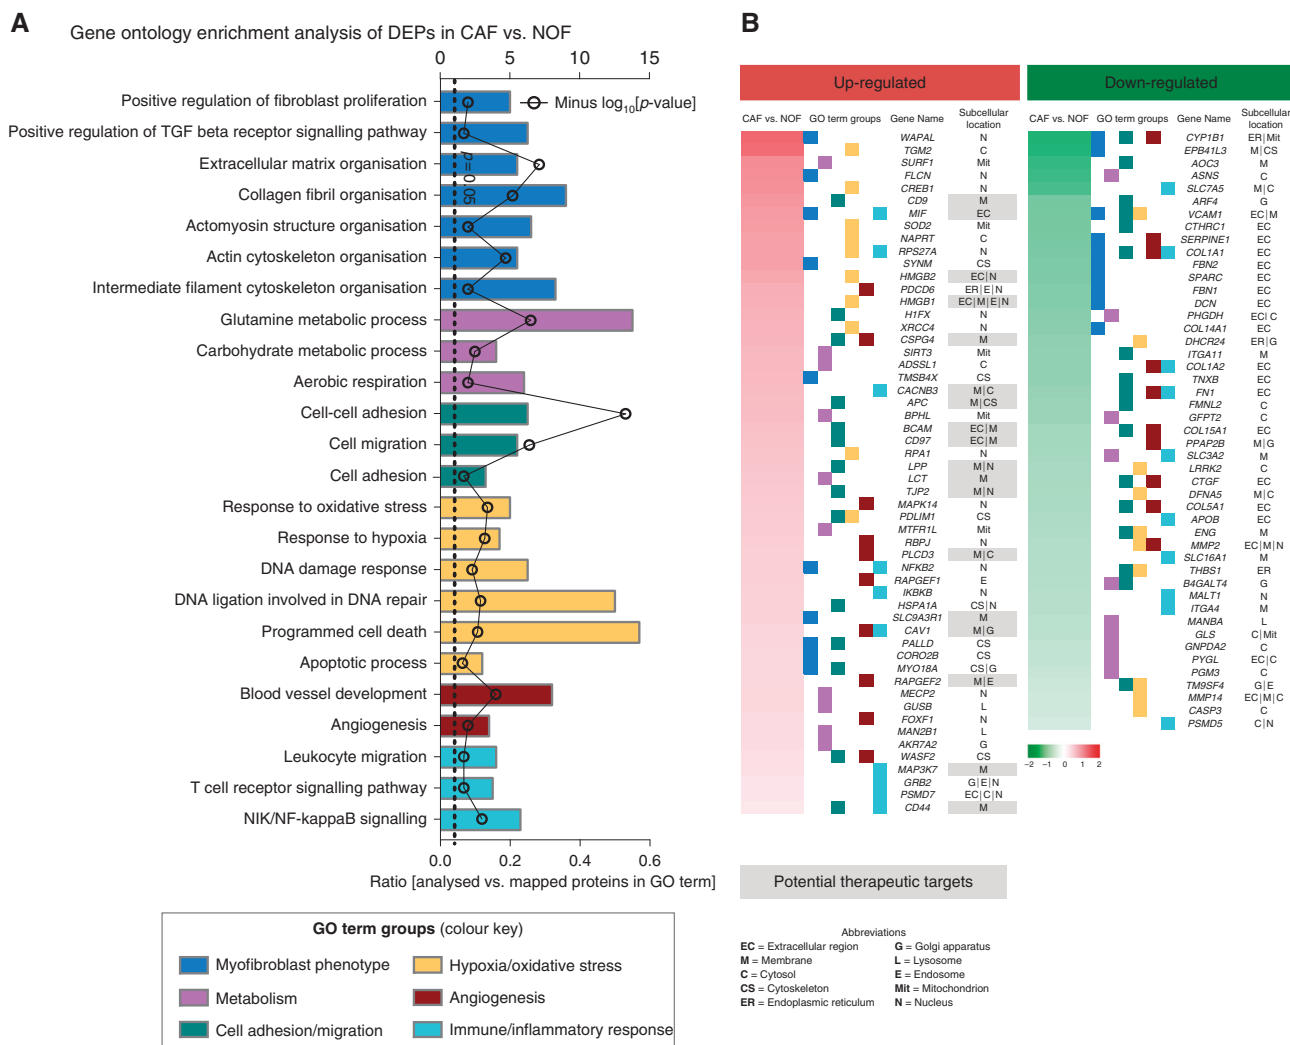 A
Gene ontology enrichment analysis of DEPs in CAF vs. NOF
0 5 10 15
Minus log10[p-value]
p = 0.05
Positive regulation of fibroblast proliferation
Positive regulation of TGF beta receptor signalling pathway
Extracellular matrix organisation
Collagen fibril organisation
Actomyosin structure organisation
Actin cytoskeleton organisation
Intermediate filament cytoskeleton organisation
Glutamine metabolic process
Carbohydrate metabolic process
Aerobic respiration
Cell-cell adhesion
Cell migration
Cell adhesion
Response to oxidative stress
Response to hypoxia
DNA damage response
DNA ligation involved in DNA repair
Programmed cell death
Apoptotic process
Blood vessel development
Angiogenesis
Leukocyte migration
T cell receptor signalling pathway
NIK/NF-kappaB signalling
0.0 0.2 0.4 0.6
Ratio [analysed vs. mapped proteins in GO term]
GO term groups (colour key)
Myofibroblast phenotype
Metabolism
Cell adhesion/migration
Hypoxia/oxidative stress
Angiogenesis
Immune/inflammatory response
B
Up-regulated
CAF vs. NOF GO term groups Gene Name Subcellular location
WAPAL N
TGM2 C
SURF1 Mit
FLCN N
CREB1 N
CD9 M
MIF EC
SOD2 Mit
NAPRT C
RPS27A N
SYNM CS
HMGB2 EC|N
PDCD6 ER|E|N
HMGB1 EC|M|E|N
H1FX N
XRCC4 N
CSPG4 M
SIRT3 Mit
ADSSL1 C
TMSB4X CS
CACNB3 M|C
APC M|CS
BPHL Mit
BCAM EC|M
CD97 EC|M
RPA1 N
LPP M|N
LCT M
TJP2 M|N
MAPK14 N
PDLIM1 CS
MTFR1L Mit
RBPJ N
PLCD3 M|C
NFKB2 N
RAPGEF1 E
IKBKB N
HSPA1A CS|N
SLC9A3R1 M
CAV1 M|G
PALLD CS
CORO2B CS
MYO18A CS|G
RAPGEF2 M|E
MECP2 N
GUSB L
FOXF1 N
MAN2B1 L
AKR7A2 G
WASF2 CS
MAP3K7 M
GRB2 G|E|N
PSMD7 EC|C|N
CD44 M
Down-regulated
CAF vs. NOF GO term groups Gene Name Subcellular location
CYP1B1 ER|Mit
EPB41L3 M|CS
AOC3 M
ASNS C
SLC7A5 M|C
ARF4 G
VCAM1 EC|M
CTHRC1 EC
SERPINE1 EC
COL1A1 EC
FBN2 EC
SPARC EC
FBN1 EC
DCN EC
PHGDH EC|C
COL14A1 EC
DHCR24 ER|G
ITGA11 M
COL1A2 EC
TNXB EC
FN1 EC
FMNL2 C
GFPT2 C
COL15A1 EC
PPAP2B M|G
SLC3A2 M
LRRK2 C
CTGF EC
DFNA5 M|C
COL5A1 EC
APOB EC
ENG M
MMP2 EC|M|N
SLC16A1 M
THBS1 ER
B4GALT4 G
MALT1 N
ITGA4 M
MANBA L
GLS C|Mit
GNPDA2 C
PYGL EC|C
PGM3 C
TM9SF4 G|E
MMP14 EC|M|C
CASP3 C
PSMD5 C|N
−2 −1 0 1 2
Potential therapeutic targets
Abbreviations
EC = Extracellular region
M = Membrane
C = Cytosol
CS = Cytoskeleton
ER = Endoplasmic reticulum
G = Golgi apparatus
L = Lysosome
E = Endosome
Mit = Mitochondrion
N = Nucleus